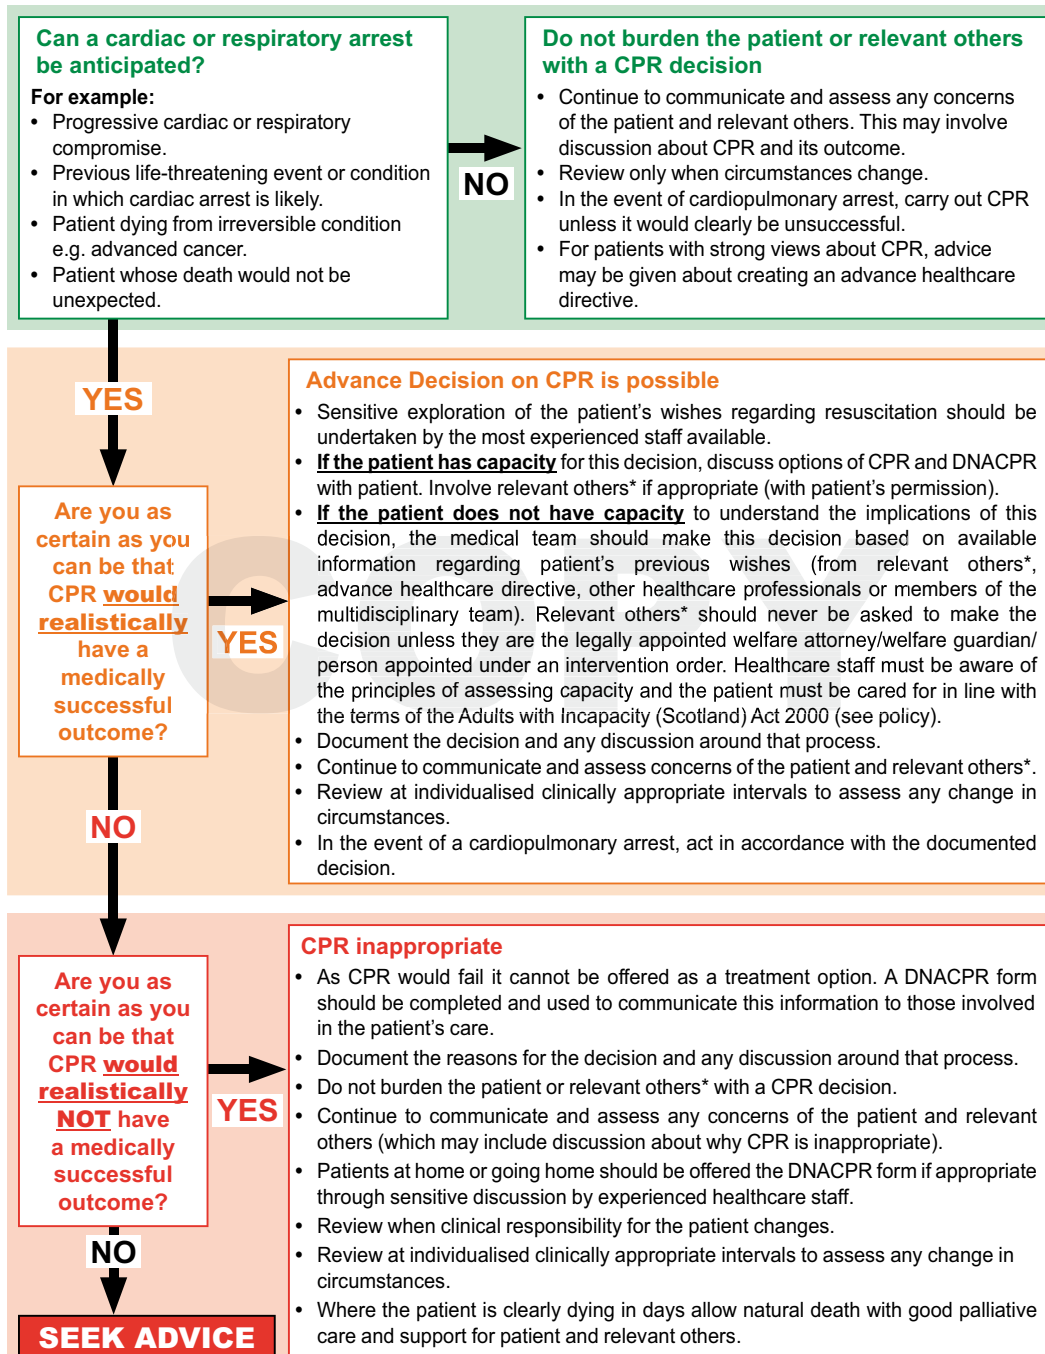 Can a cardiac or respiratory arrest
be anticipated?
For example:
• Progressive cardiac or respiratory
compromise.
• Previous life-threatening event or condition
in which cardiac arrest is likely.
• Patient dying from irreversible condition
e.g. advanced cancer.
• Patient whose death would not be
unexpected.
NO
Do not burden the patient or relevant others
with a CPR decision
• Continue to communicate and assess any concerns
of the patient and relevant others. This may involve
discussion about CPR and its outcome.
• Review only when circumstances change.
• In the event of cardiopulmonary arrest, carry out CPR
unless it would clearly be unsuccessful.
• For patients with strong views about CPR, advice
may be given about creating an advance healthcare
directive.
YES
Are you as
certain as you
can be that
CPR would
realistically
have a
medically
successful
outcome?
YES
Advance Decision on CPR is possible
• Sensitive exploration of the patient's wishes regarding resuscitation should be
undertaken by the most experienced staff available.
• If the patient has capacity for this decision, discuss options of CPR and DNACPR
with patient. Involve relevant others* if appropriate (with patient's permission).
• If the patient does not have capacity to understand the implications of this
decision, the medical team should make this decision based on available
information regarding patient's previous wishes (from relevant others*,
advance healthcare directive, other healthcare professionals or members of the
multidisciplinary team). Relevant others* should never be asked to make the
decision unless they are the legally appointed welfare attorney/welfare guardian/
person appointed under an intervention order. Healthcare staff must be aware of
the principles of assessing capacity and the patient must be cared for in line with
the terms of the Adults with Incapacity (Scotland) Act 2000 (see policy).
• Document the decision and any discussion around that process.
• Continue to communicate and assess concerns of the patient and relevant others*.
• Review at individualised clinically appropriate intervals to assess any change in
circumstances.
• In the event of a cardiopulmonary arrest, act in accordance with the documented
decision.
COPY
NO
Are you as
certain as you
can be that
CPR would
realistically
NOT have
a medically
successful
outcome?
YES
CPR inappropriate
• As CPR would fail it cannot be offered as a treatment option. A DNACPR form
should be completed and used to communicate this information to those involved
in the patient's care.
• Document the reasons for the decision and any discussion around that process.
• Do not burden the patient or relevant others* with a CPR decision.
• Continue to communicate and assess any concens of the patient and relevant
others (which may include discussion about why CPR is inappropriate).
• Patients at home or going home should be offered the DNACPR form if appropriate
through sensitive discussion by experienced healthcare staff.
• Review when clinical responsibility for the patient changes.
• Review at individualised clinically appropriate intervals to assess any change in
circumstances.
• Where the patient is clearly dying in days allow natural death with good palliative
care and support for patient and relevant others.
NO
SEEK ADVICE